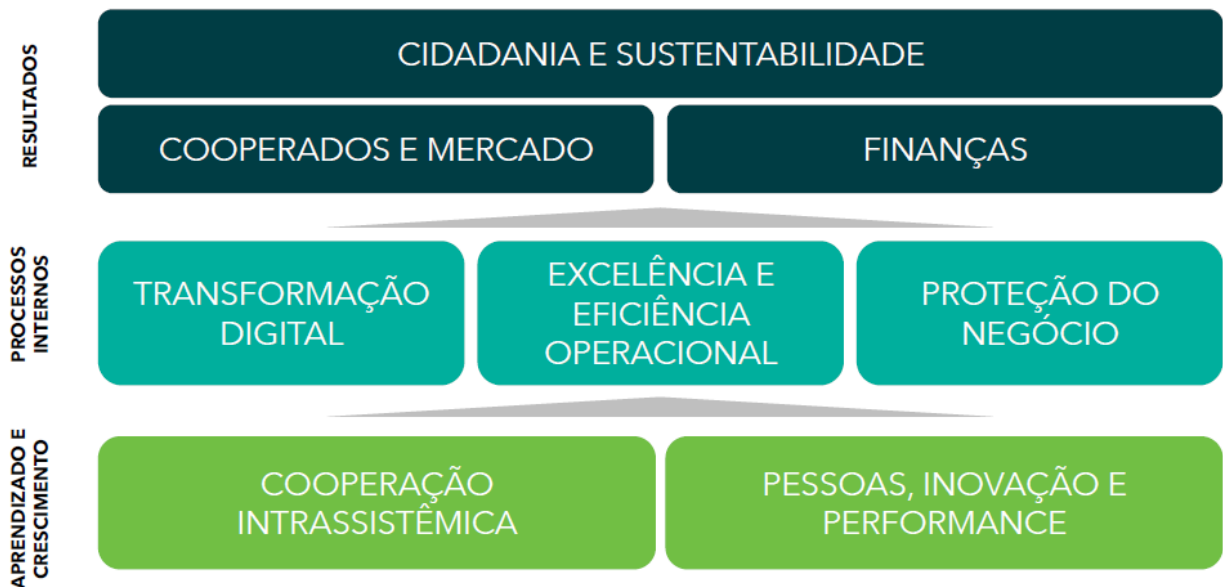 RESULTADOS
CIDADANIA E SUSTENTABILIDADE
COOPERADOS E MERCADO
FINANÇAS
PROCESSOS
INTERNOS
TRANSFORMAÇÃO
DIGITAL
EXCELÊNCIA E
EFICIÊNCIA
OPERACIONAL
PROTEÇÃO DO
NEGÓCIO
APRENDIZADO E
CRESCIMENTO
COOPERAÇÃO
INTRASSISTÊMICA
PESSOAS, INOVAÇÃO E
PERFORMANCE